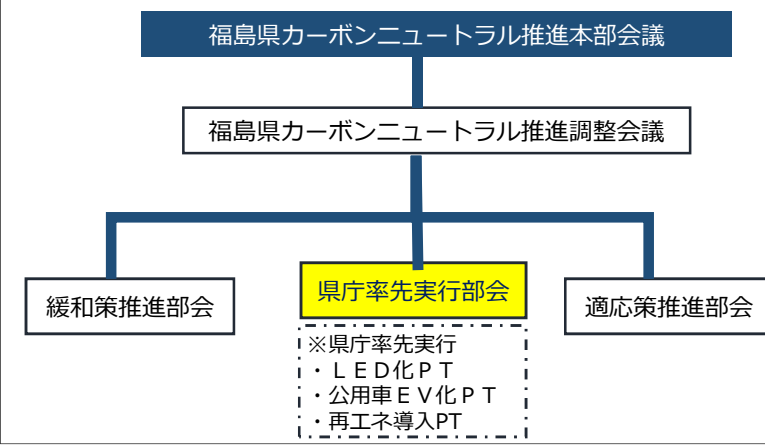 福島県カーボンニュートラル推進本部会議
福島県カーボンニュートラル推進調整会議
緩和策推進部会
県庁率先実行部会
適応策推進部会
※県庁率先実行
・ＬＥＤ化ＰＴ
・公用車ＥＶ化ＰＴ
・再エネ導入PT